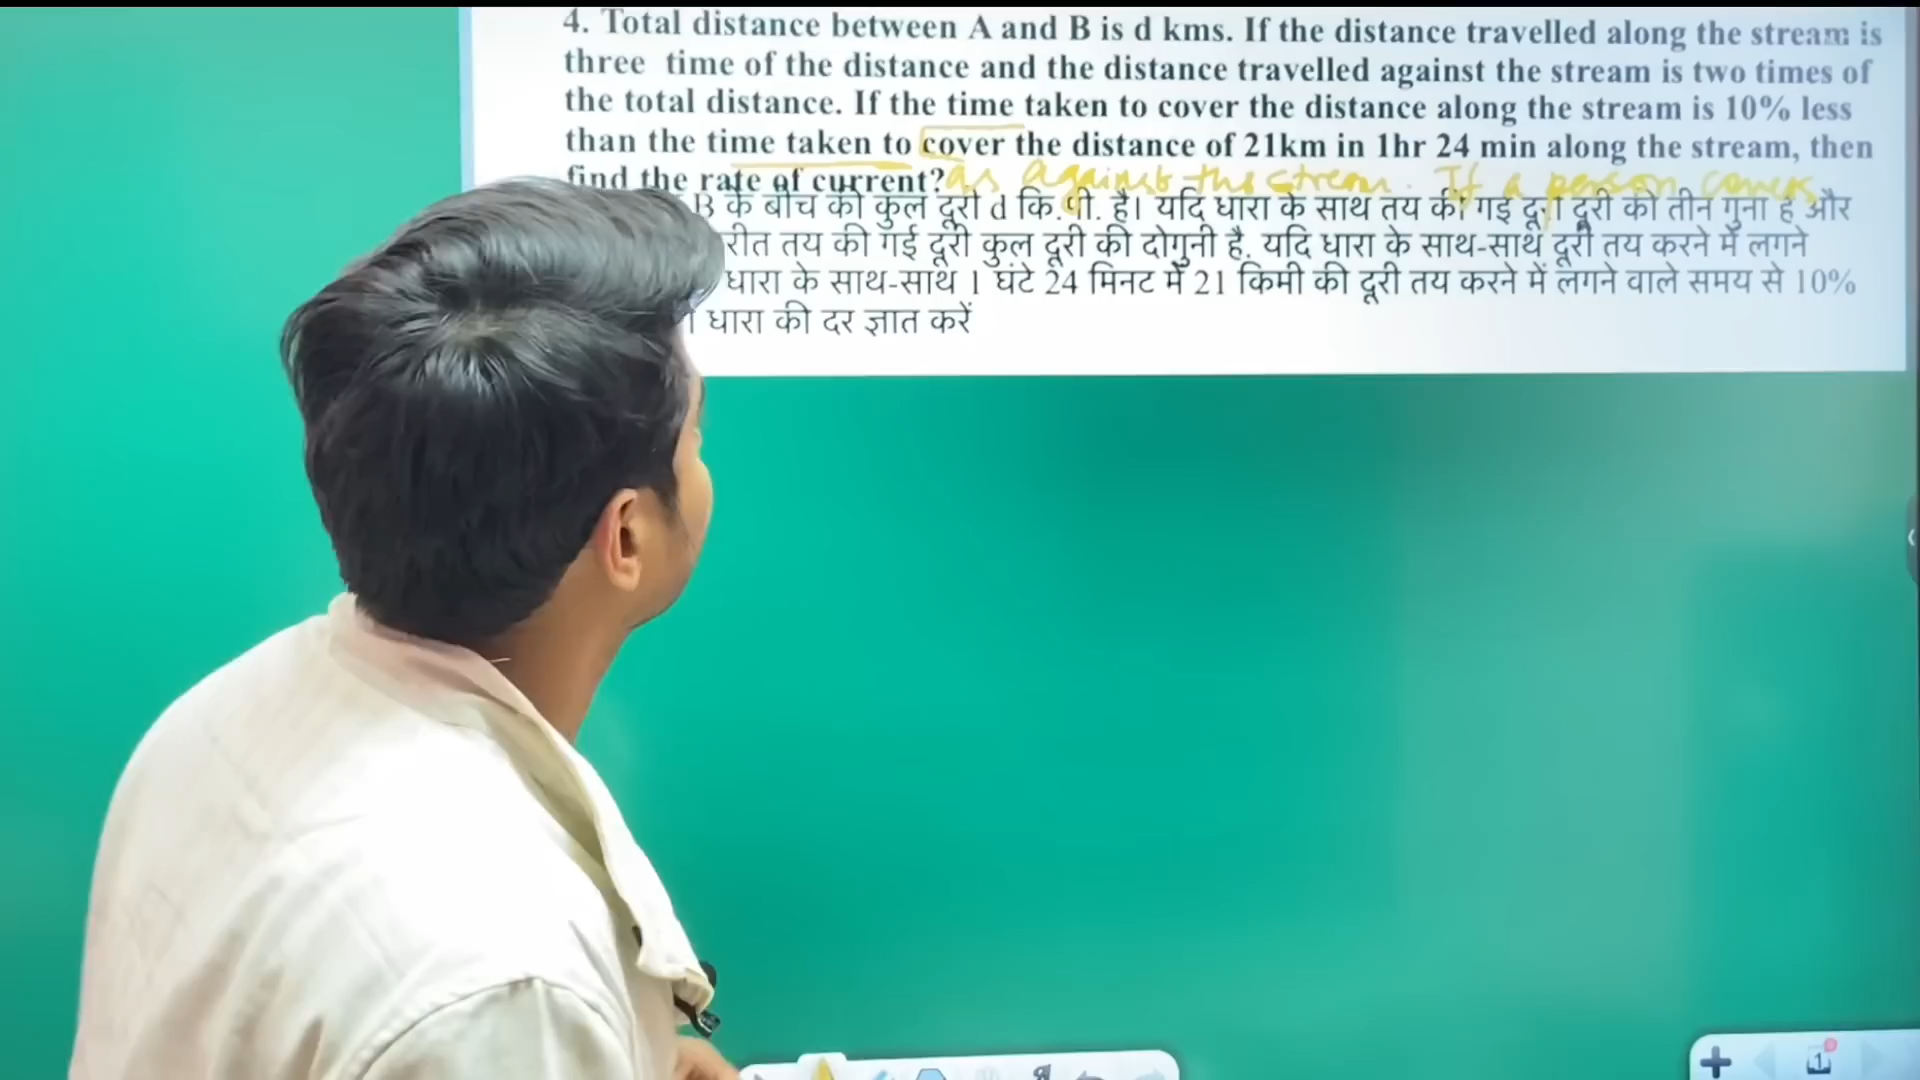 4. Total distance between A and B is d kms. If the distance travelled along the stream is
three time of the distance and the distance travelled against the stream is two times of
the total distance. If the time taken to cover the distance along the stream is 10% less
than the time taken to cover the distance of 21km in 1hr 24 min along the stream, then
find the rate of current? as against the stream. If a person covers
B के बीच की कुल दूरी d कि.मी. है। यदि धारा के साथ तय की गई दूरी दूरी की तीन गुना है और
रीत तय की गई दूरी कुल दूरी की दोगुनी है. यदि धारा के साथ-साथ दूरी तय करने में लगने
धारा के साथ-साथ 1 घंटे 24 मिनट में 21 किमी की दूरी तय करने में लगने वाले समय से 10%
धारा की दर ज्ञात करें
1